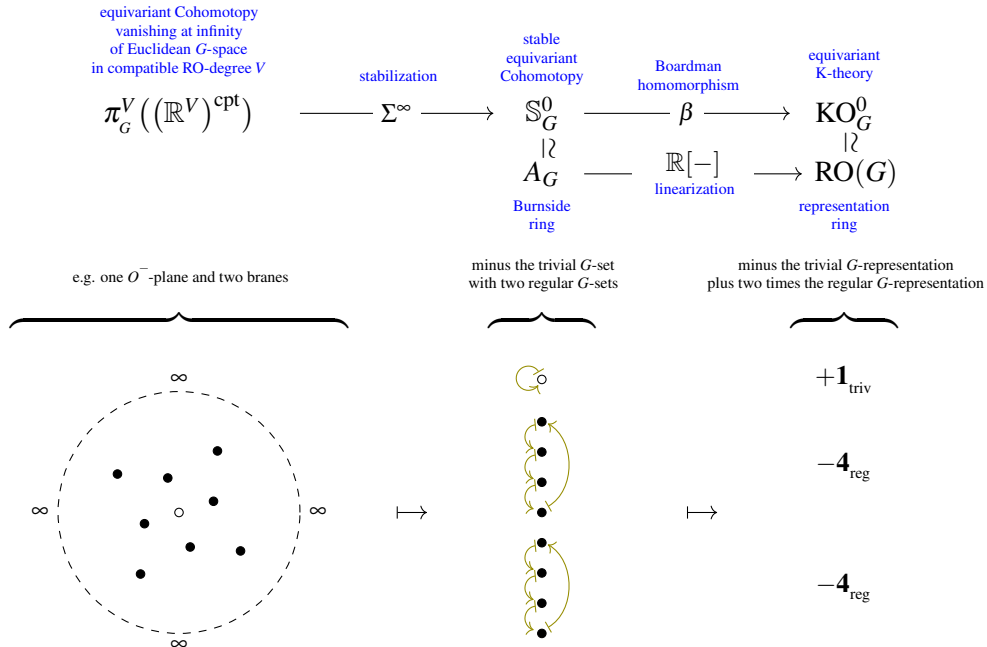 equivariant Cohomotopy
vanishing at infinity
of Euclidean G-space
in compatible RO-degree V
stabilization
stable
equivariant
Cohomotopy
Boardman
homomorphism
equivariant
K-theory
π_G^V((ℝ^V)^cpt)
Σ^∞
𝕊_G^0
β
KO_G^0
≃
≃
A_G
ℝ[−]
linearization
RO(G)
Burnside
ring
representation
ring
e.g. one O^−-plane and two branes
minus the trivial G-set
with two regular G-sets
minus the trivial G-representation
plus two times the regular G-representation
∞
+1_triv
−4_reg
∞
∞
↦
↦
−4_reg
∞